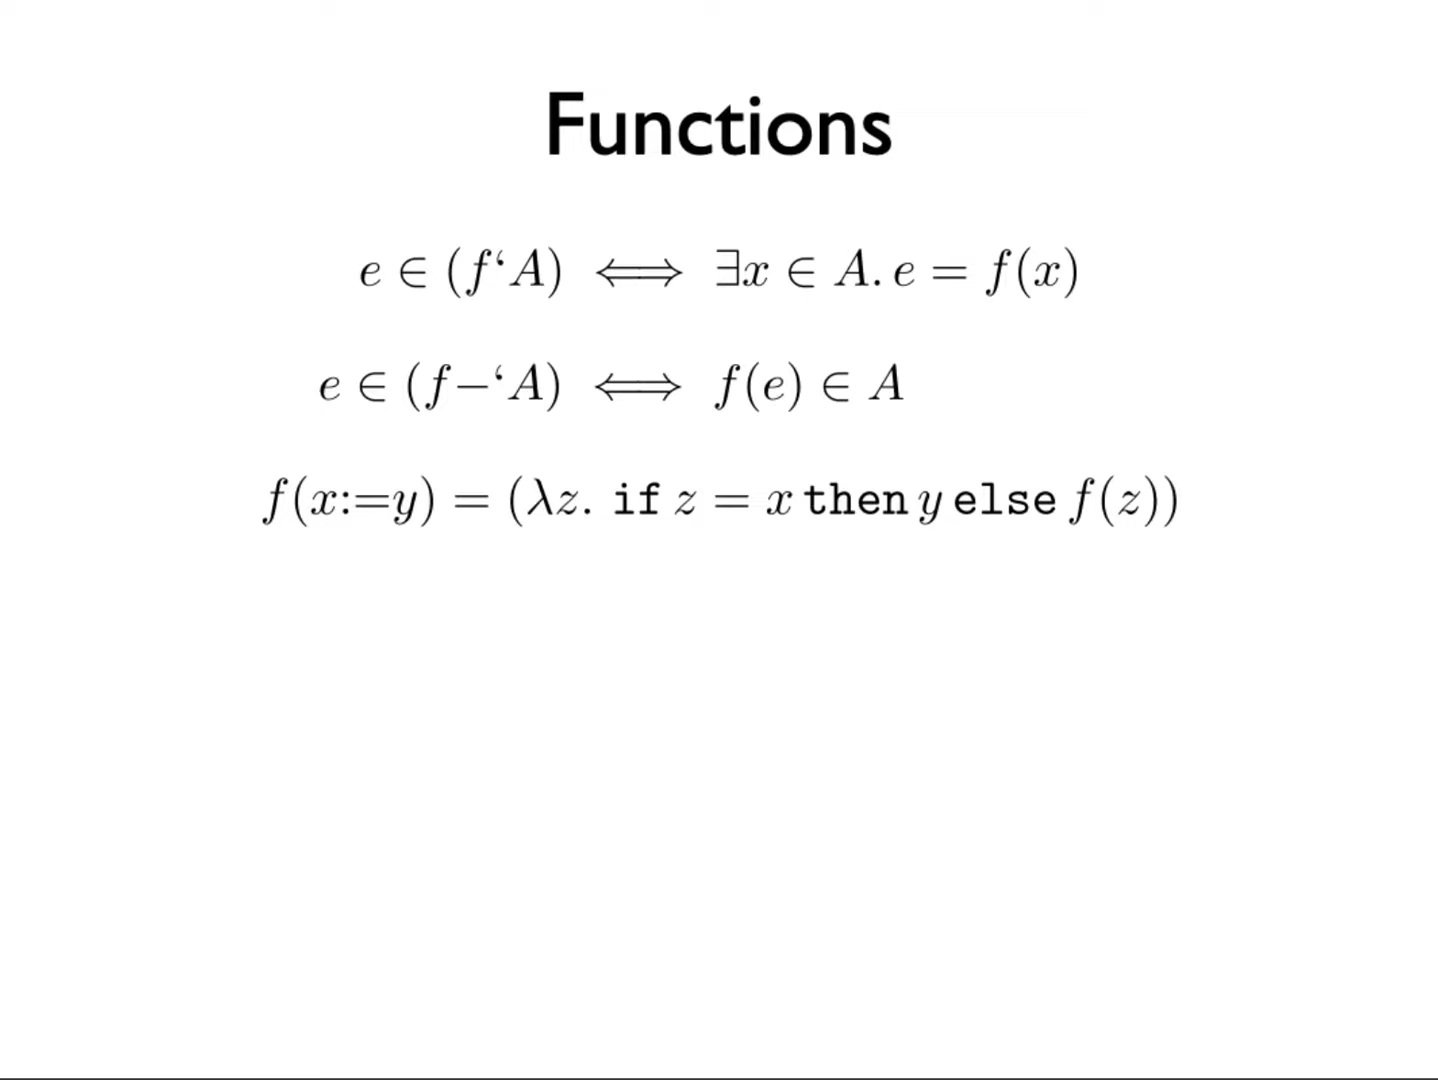 Functions
e ∈ (f‘A) ⟺ ∃x ∈ A. e = f(x)
e ∈ (f−‘A) ⟺ f(e) ∈ A
f(x:=y) = (λz. if z = x then y else f(z))